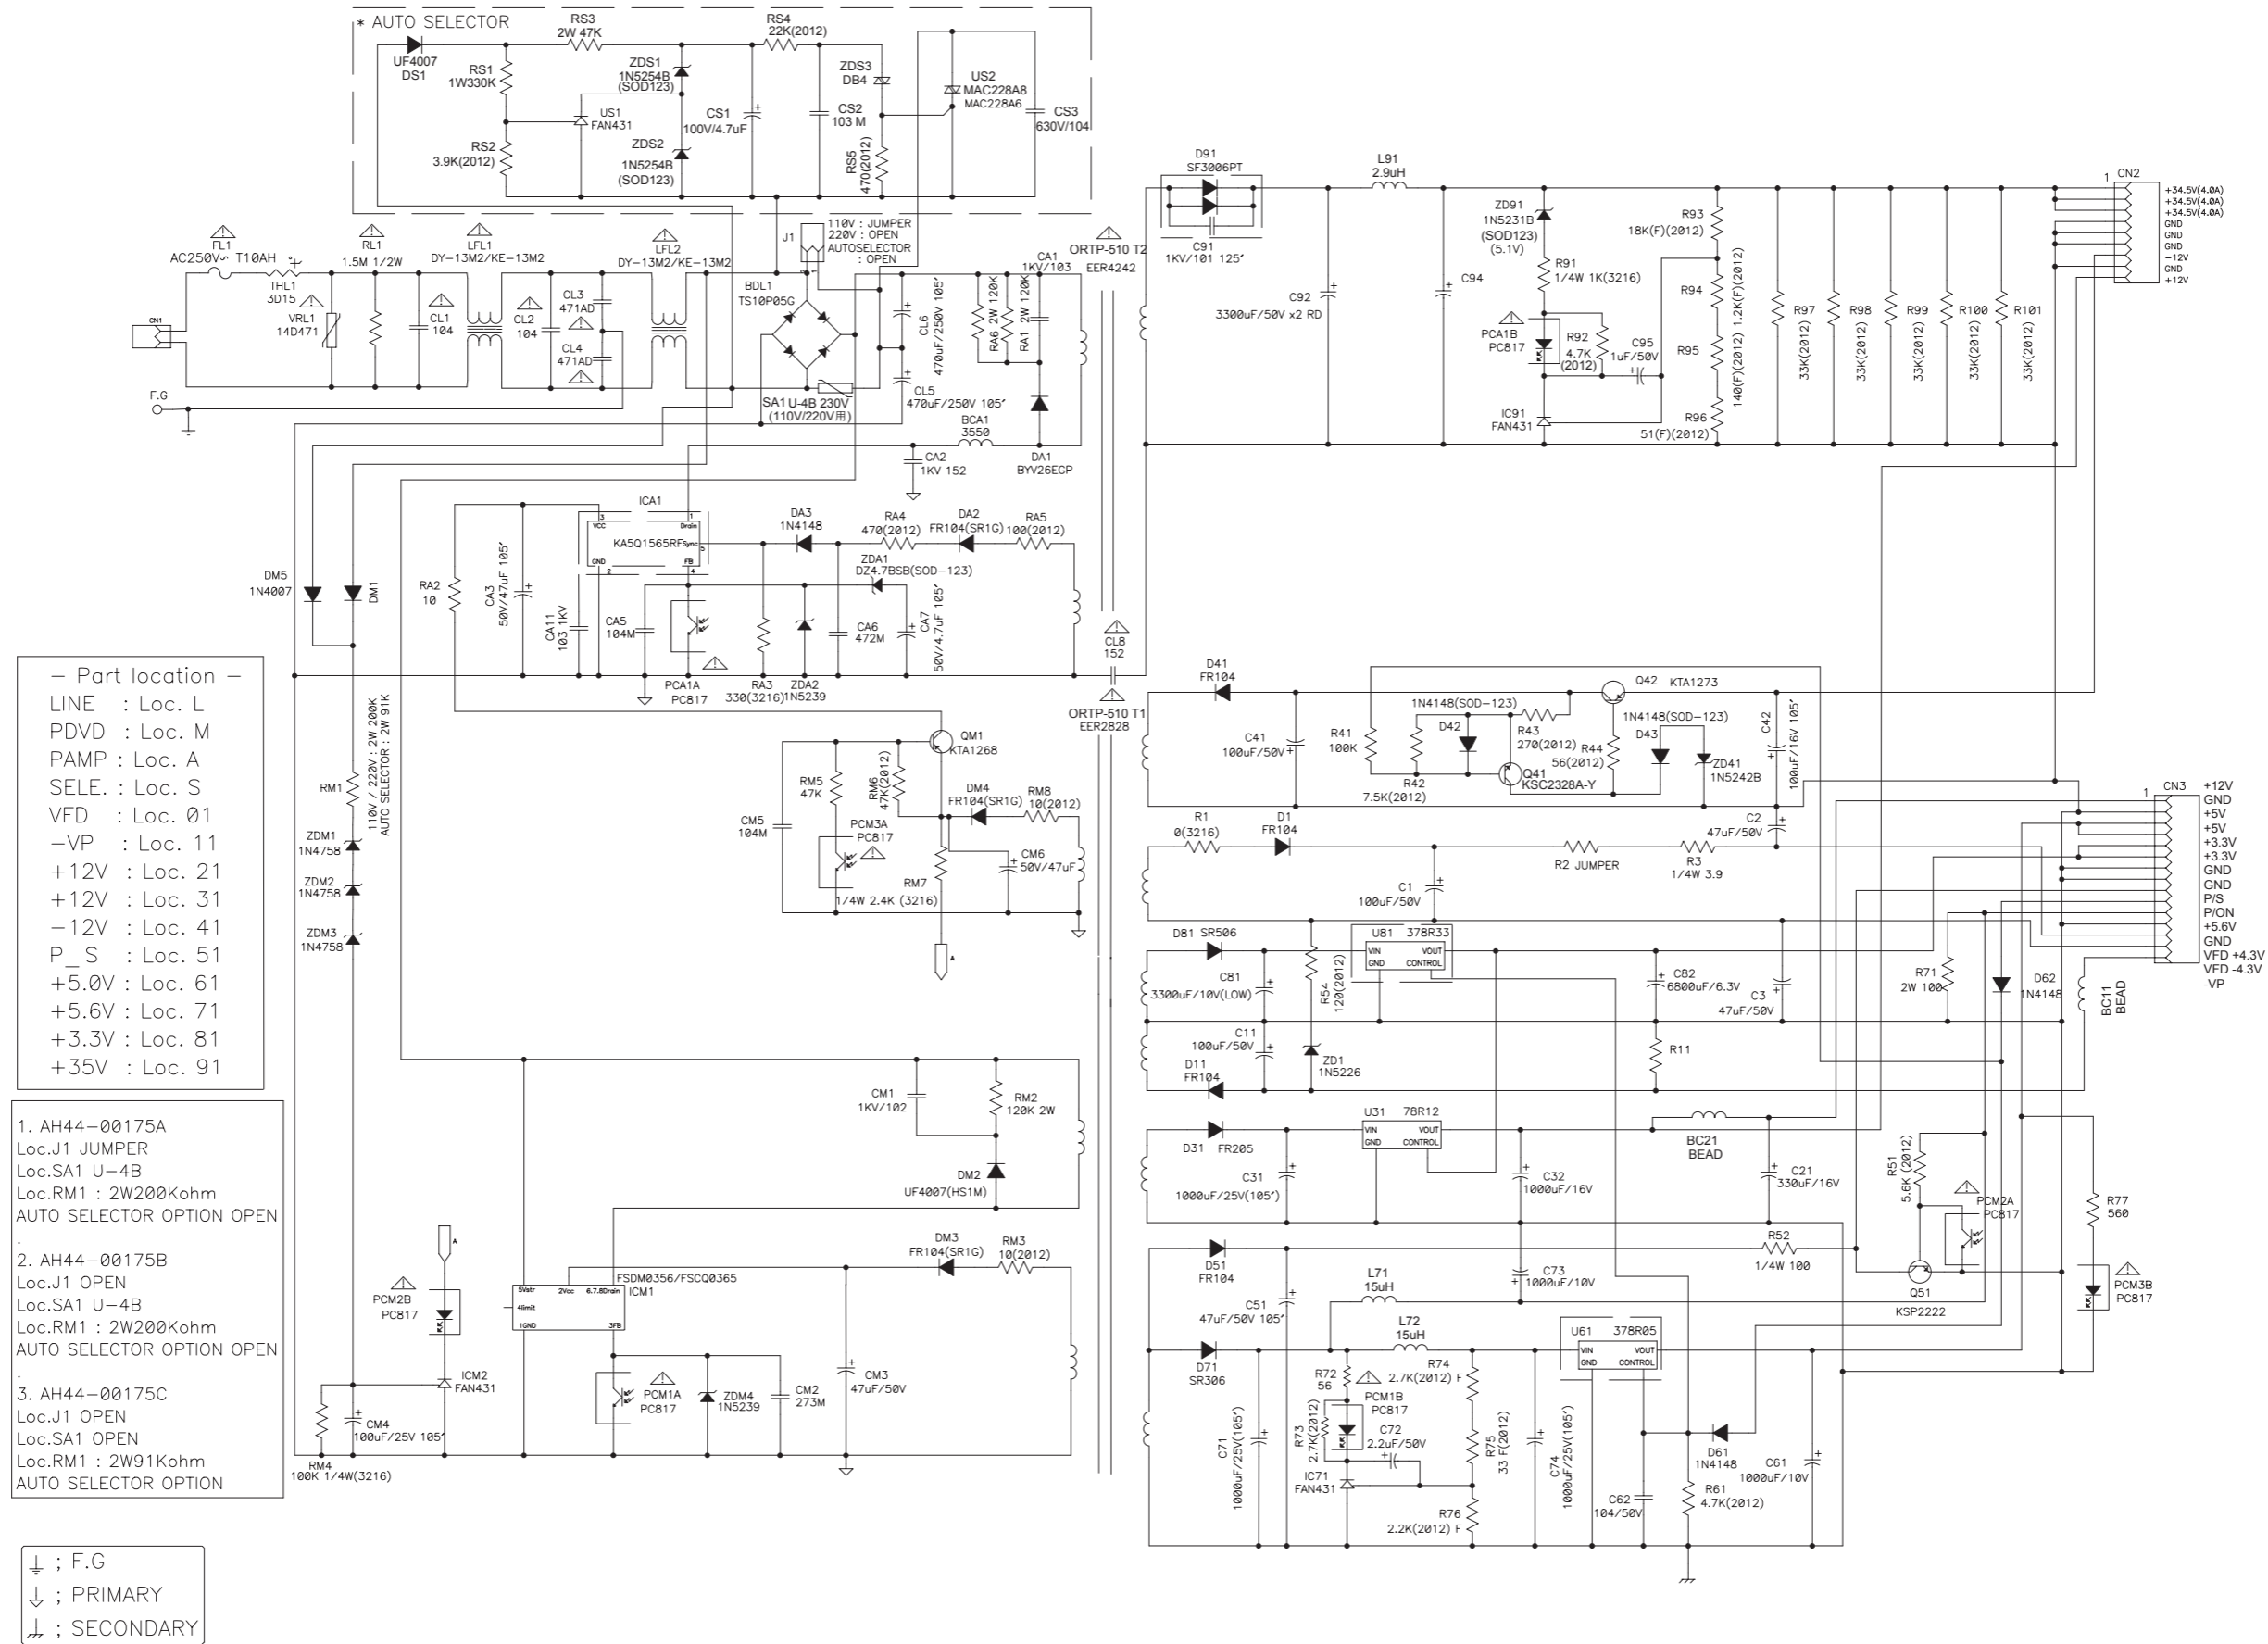 * AUTO SELECTOR
UF4007
DS1
RS1
1W330K
RS2
3.9K(2012)
RS3
2W 47K
US1
FAN431
ZDS1
1N5254B
(SOD123)
ZDS2
1N5254B
(SOD123)
CS1
100V/4.7uF
RS4
22K(2012)
CS2
103 M
ZDS3
DB4
RS5
470(2012)
US2
MAC228A8
MAC228A6
CS3
630V/104
FL1
AC250V~ T10AH
THL1
3D15
VRL1
14D471
RL1
1.5M 1/2W
CL1
104
LFL1
DY-13M2/KE-13M2
CL2
104
CL3
471AD
CL4
471AD
LFL2
DY-13M2/KE-13M2
CN1
F.G
J1
110V : JUMPER
220V : OPEN
AUTOSELECTOR
: OPEN
BDL1
TS10P05G
SA1 U-4B 230V
(110V/220V用)
CL6
470uF/250V 105'
CL5
470uF/250V 105'
RA6 2W 120K
RA1 2W 120K
CA1
1KV/103
DA1
BYV26EGP
BCA1
3550
CA2
1KV 152
ORTP-510 T2
EER4242
D91
SF3006PT
C91
1KV/101 125'
C92
3300uF/50V x2 RD
L91
2.9uH
C94
ZD91
1N5231B
(SOD123)
(5.1V)
R91
1/4W 1K(3216)
PCA1B
PC817
R92
4.7K
(2012)
C95
1uF/50V
IC91
FAN431
R93
18K(F)(2012)
R94
1.2K(F)(2012)
R95
140(F)(2012)
R96
51(F)(2012)
R97
33K(2012)
R98
33K(2012)
R99
33K(2012)
R100
33K(2012)
R101
33K(2012)
1 CN2
+34.5V(4.0A)
+34.5V(4.0A)
+34.5V(4.0A)
GND
GND
GND
-12V
GND
+12V
DM5
1N4007
DM1
RA2
10
CA3
50V/47uF 105'
ICA1
3
VCC
1
Drain
KA5Q1565RF
Sync
5
GND
2
FB
4
CA11
103 1KV
CA5
104M
PCA1A
PC817
DA3
1N4148
RA4
470(2012)
DA2
FR104(SR1G)
RA5
100(2012)
ZDA1
DZ4.7BSB(SOD-123)
RA3
330(3216)
ZDA2
1N5239
CA6
472M
CA7
50V/4.7uF 105'
CL8
152
ORTP-510 T1
EER2828
QM1
KTA1268
RM5
47K
RM6
47K(2012)
DM4
FR104(SR1G)
RM8
10(2012)
CM5
104M
PCM3A
PC817
RM7
1/4W 2.4K (3216)
CM6
50V/47uF
A
RM1
110V / 220V : 2W 200K
AUTO SELECTOR : 2W 91K
ZDM1
1N4758
ZDM2
1N4758
ZDM3
1N4758
CM1
1KV/102
RM2
120K 2W
DM2
UF4007(HS1M)
A
PCM2B
PC817
ICM2
FAN431
RM4
100K 1/4W(3216)
CM4
100uF/25V 105'
FSDM0356/FSCQ0365
ICM1
5Vstr
2Vcc
6.7.8Drain
4limit
1GND
3FB
DM3
FR104(SR1G)
RM3
10(2012)
PCM1A
PC817
ZDM4
1N5239
CM2
273M
CM3
47uF/50V
D41
FR104
C41
100uF/50V
R41
100K
R42
7.5K(2012)
1N4148(SOD-123)
D42
R43
270(2012)
Q41
KSC2328A-Y
Q42
KTA1273
R44
56(2012)
1N4148(SOD-123)
D43
ZD41
1N5242B
C42
100uF/16V 105'
R1
0(3216)
D1
FR104
C1
100uF/50V
R2 JUMPER
R3
1/4W 3.9
C2
47uF/50V
D81 SR506
C81
3300uF/10V(LOW)
R54
120(2012)
U81 378R33
VIN
VOUT
GND
CONTROL
C82
6800uF/6.3V
C3
47uF/50V
C11
100uF/50V
D11
FR104
ZD1
1N5226
R11
R71
2W 100
D62
1N4148
BC11
BEAD
1 CN3
+12V
GND
+5V
+5V
+3.3V
+3.3V
GND
GND
P/S
P/ON
+5.6V
GND
VFD +4.3V
VFD -4.3V
-VP
D31 FR205
C31
1000uF/25V(105')
U31 78R12
VIN
VOUT
GND
CONTROL
C32
1000uF/16V
BC21
BEAD
C21
330uF/16V
R51
5.6K(2012)
PCM2A
PC817
R77
560
PCM3B
PC817
Q51
KSP2222
D51
FR104
C51
47uF/50V 105'
C73
1000uF/10V
R52
1/4W 100
L71
15uH
L72
15uH
D71
SR306
C71
1000uF/25V(105')
R72
56
R73
2.7K(2012)
PCM1B
PC817
C72
2.2uF/50V
IC71
FAN431
R74
2.7K(2012) F
R75
33 F(2012)
R76
2.2K(2012) F
C74
1000uF/25V(105')
U61 378R05
VIN
VOUT
GND
CONTROL
C62
104/50V
D61
1N4148
R61
4.7K(2012)
C61
1000uF/10V
- Part location -
LINE : Loc. L
PDVD : Loc. M
PAMP : Loc. A
SELE. : Loc. S
VFD : Loc. 01
-VP : Loc. 11
+12V : Loc. 21
+12V : Loc. 31
-12V : Loc. 41
P_S : Loc. 51
+5.0V : Loc. 61
+5.6V : Loc. 71
+3.3V : Loc. 81
+35V : Loc. 91
1. AH44-00175A
Loc.J1 JUMPER
Loc.SA1 U-4B
Loc.RM1 : 2W200Kohm
AUTO SELECTOR OPTION OPEN
.
2. AH44-00175B
Loc.J1 OPEN
Loc.SA1 U-4B
Loc.RM1 : 2W200Kohm
AUTO SELECTOR OPTION OPEN
.
3. AH44-00175C
Loc.J1 OPEN
Loc.SA1 OPEN
Loc.RM1 : 2W91Kohm
AUTO SELECTOR OPTION
; F.G
; PRIMARY
; SECONDARY